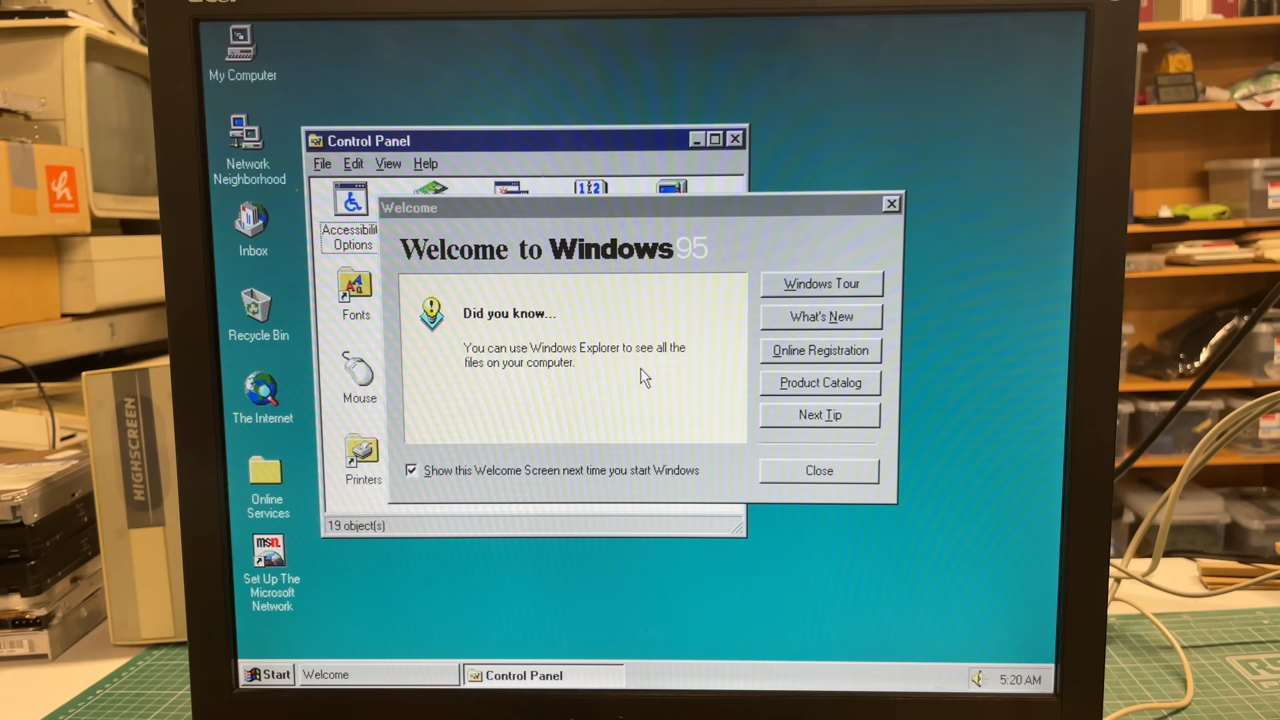 acer
My Computer
Network
Neighborhood
Inbox
Recycle Bin
The Internet
Online
Services
msn
Set Up The
Microsoft
Network
Control Panel
File Edit View Help
Accessibili
Options
Fonts
Mouse
Printers
19 object(s)
Welcome
Welcome to Windows 95
Did you know...
You can use Windows Explorer to see all the
files on your computer.
Show this Welcome Screen next time you start Windows
Windows Tour
What's New
Online Registration
Product Catalog
Next Tip
Close
Start
Welcome
Control Panel
5:20 AM
HIGHSCREEN
h